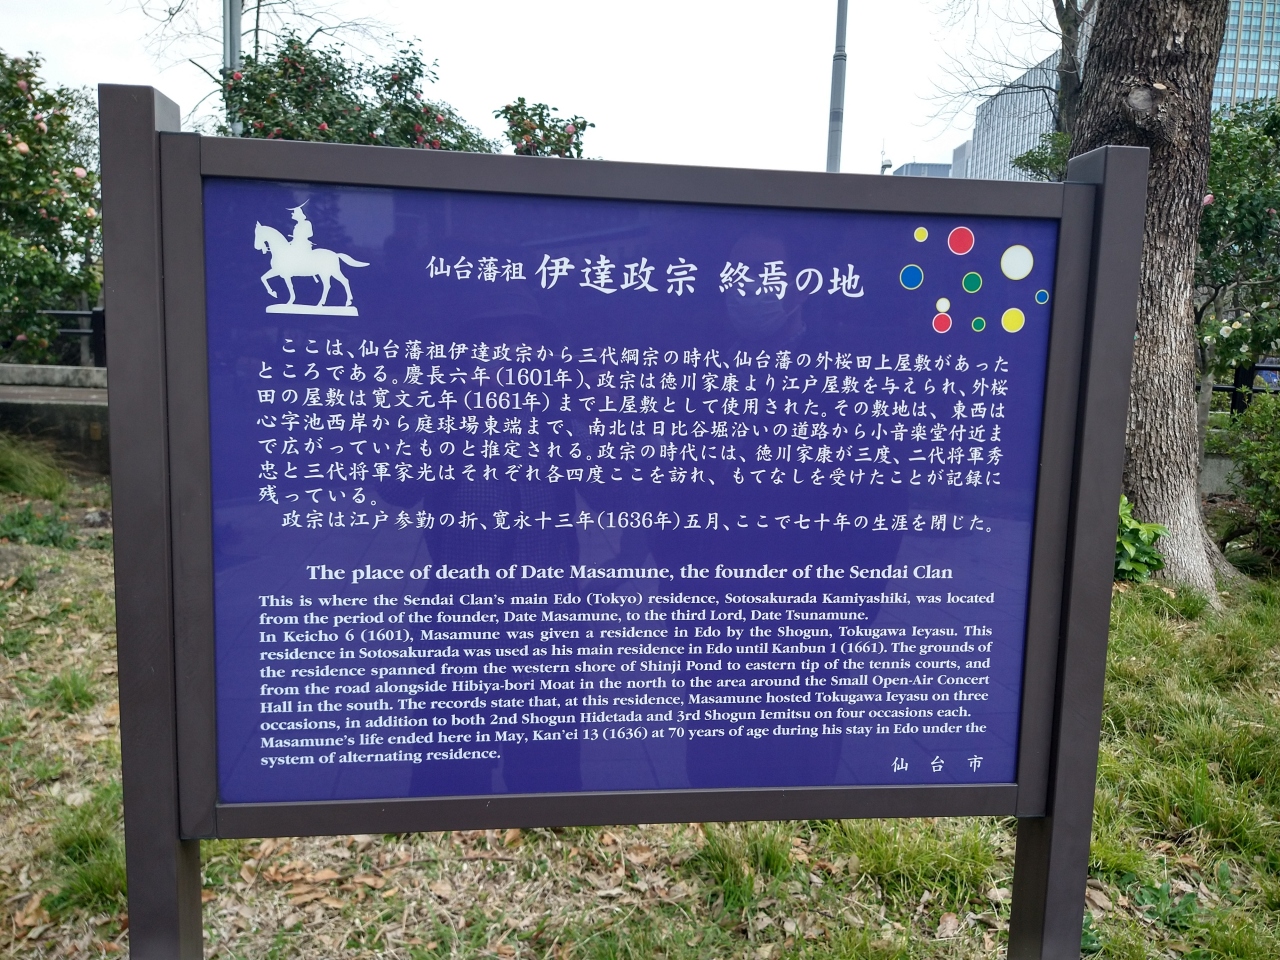 仙台藩祖 伊達政宗 終焉の地
ここは、仙台藩祖伊達政宗から三代綱宗の時代、仙台藩の外桜田上屋敷があった
ところである。慶長六年（1601年）、政宗は徳川家康より江戸屋敷を与えられ、外桜
田の屋敷は寛文元年（1661年）まで上屋敷として使用された。その敷地は、東西は
心字池西岸から庭球場東端まで、南北は日比谷堀沿いの道路から小音楽堂付近ま
で広がっていたものと推定される。政宗の時代には、徳川家康が三度、二代将軍秀
忠と三代将軍家光はそれぞれ各四度ここを訪れ、もてなしを受けたことが記録に
残っている。
政宗は江戸参勤の折、寛永十三年（1636年）五月、ここで七十年の生涯を閉じた。
The place of death of Date Masamune, the founder of the Sendai Clan
This is where the Sendai Clan's main Edo (Tokyo) residence, Sotosakurada Kamiyashiki, was located
from the period of the founder, Date Masamune, to the third Lord, Date Tsunamune.
In Keicho 6 (1601), Masamune was given a residence in Edo by the Shogun, Tokugawa Ieyasu. This
residence in Sotosakurada was used as his main residence in Edo until Kanbun 1 (1661). The grounds of
the residence spanned from the western shore of Shinji Pond to eastern tip of the tennis courts, and
from the road alongside Hibiya-bori Moat in the north to the area around the Small Open-Air Concert
Hall in the south. The records state that, at this residence, Masamune hosted Tokugawa Ieyasu on three
occasions, in addition to both 2nd Shogun Hidetada and 3rd Shogun Iemitsu on four occasions each.
Masamune's life ended here in May, Kan'ei 13 (1636) at 70 years of age during his stay in Edo under the
system of alternating residence.
仙台市